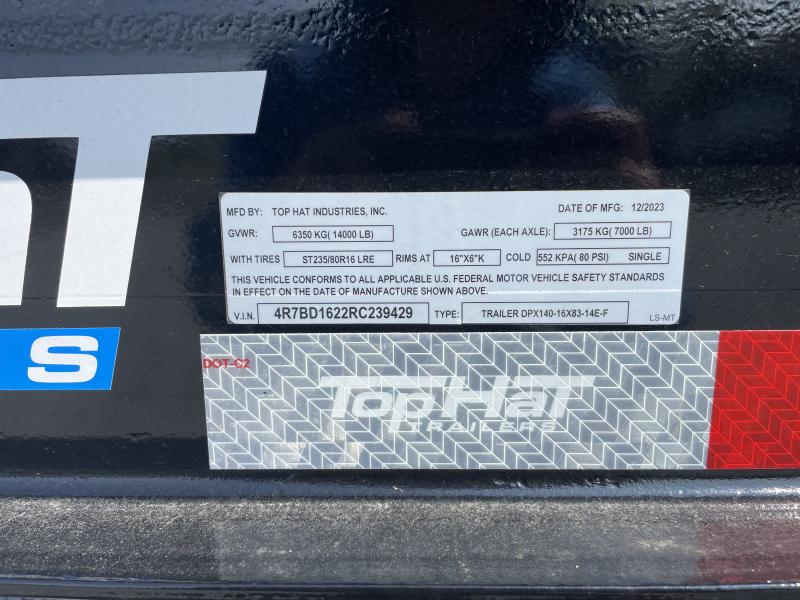 T
S
MFD BY: TOP HAT INDUSTRIES, INC. DATE OF MFG: 12/2023
GVWR: 6350 KG( 14000 LB) GAWR (EACH AXLE): 3175 KG( 7000 LB)
WITH TIRES ST235/80R16 LRE RIMS AT 16"X6"K COLD 552 KPA( 80 PSI) SINGLE
THIS VEHICLE CONFORMS TO ALL APPLICABLE U.S. FEDERAL MOTOR VEHICLE SAFETY STANDARDS
IN EFFECT ON THE DATE OF MANUFACTURE SHOWN ABOVE.
V.I.N. 4R7BD1622RC239429 TYPE: TRAILER DPX140-16X83-14E-F LS-MT
DOT-C2
TopHaT
TRAILERS